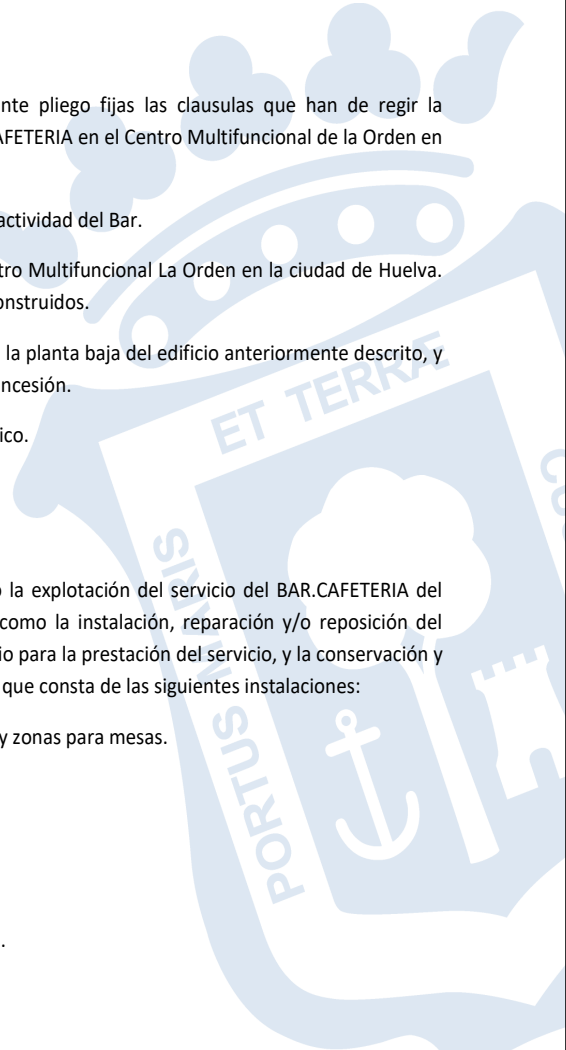 nte pliego fijas las clausulas que han de regir la
AFETERIA en el Centro Multifuncional de la Orden en
actividad del Bar.
tro Multifuncional La Orden en la ciudad de Huelva.
onstruidos.
la planta baja del edificio anteriormente descrito, y
ncesión.
ico.
la explotación del servicio del BAR.CAFETERIA del
como la instalación, reparación y/o reposición del
io para la prestación del servicio, y la conservación y
que consta de las siguientes instalaciones:
y zonas para mesas.
.
PORTUS MARIS ET TERRÆ